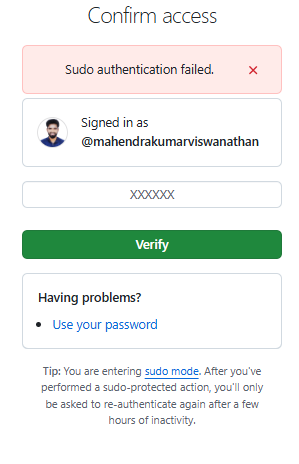 Confirm access
Sudo authentication failed.
Signed in as
@mahendrakumarviswanathan
XXXXXX
Verify
Having problems?
Use your password
Tip: You are entering sudo mode. After you've
performed a sudo-protected action, you'll only
be asked to re-authenticate again after a few
hours of inactivity.